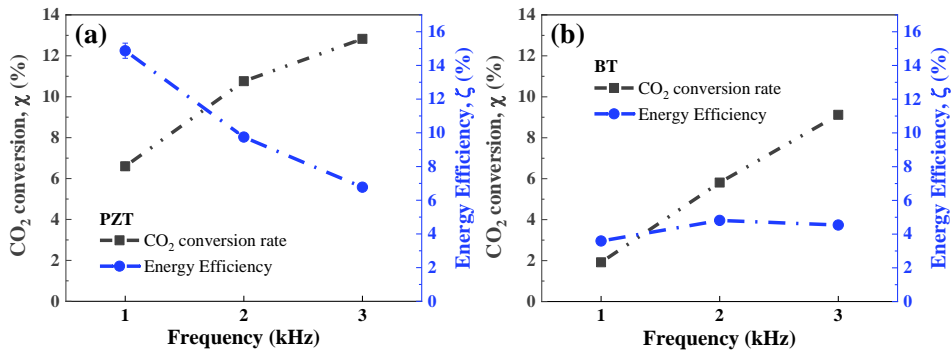 (a)
CO₂ conversion, χ (%)
14
12
10
8
6
4
2
0
PZT
CO₂ conversion rate
Energy Efficiency
1
2
3
Frequency (kHz)
16
14
12
10
8
6
4
2
0
Energy Efficiency, ζ (%)
(b)
CO₂ conversion, χ (%)
14
12
10
8
6
4
2
0
BT
CO₂ conversion rate
Energy Efficiency
1
2
3
Frequency (kHz)
16
14
12
10
8
6
4
2
0
Energy Efficiency, ζ (%)